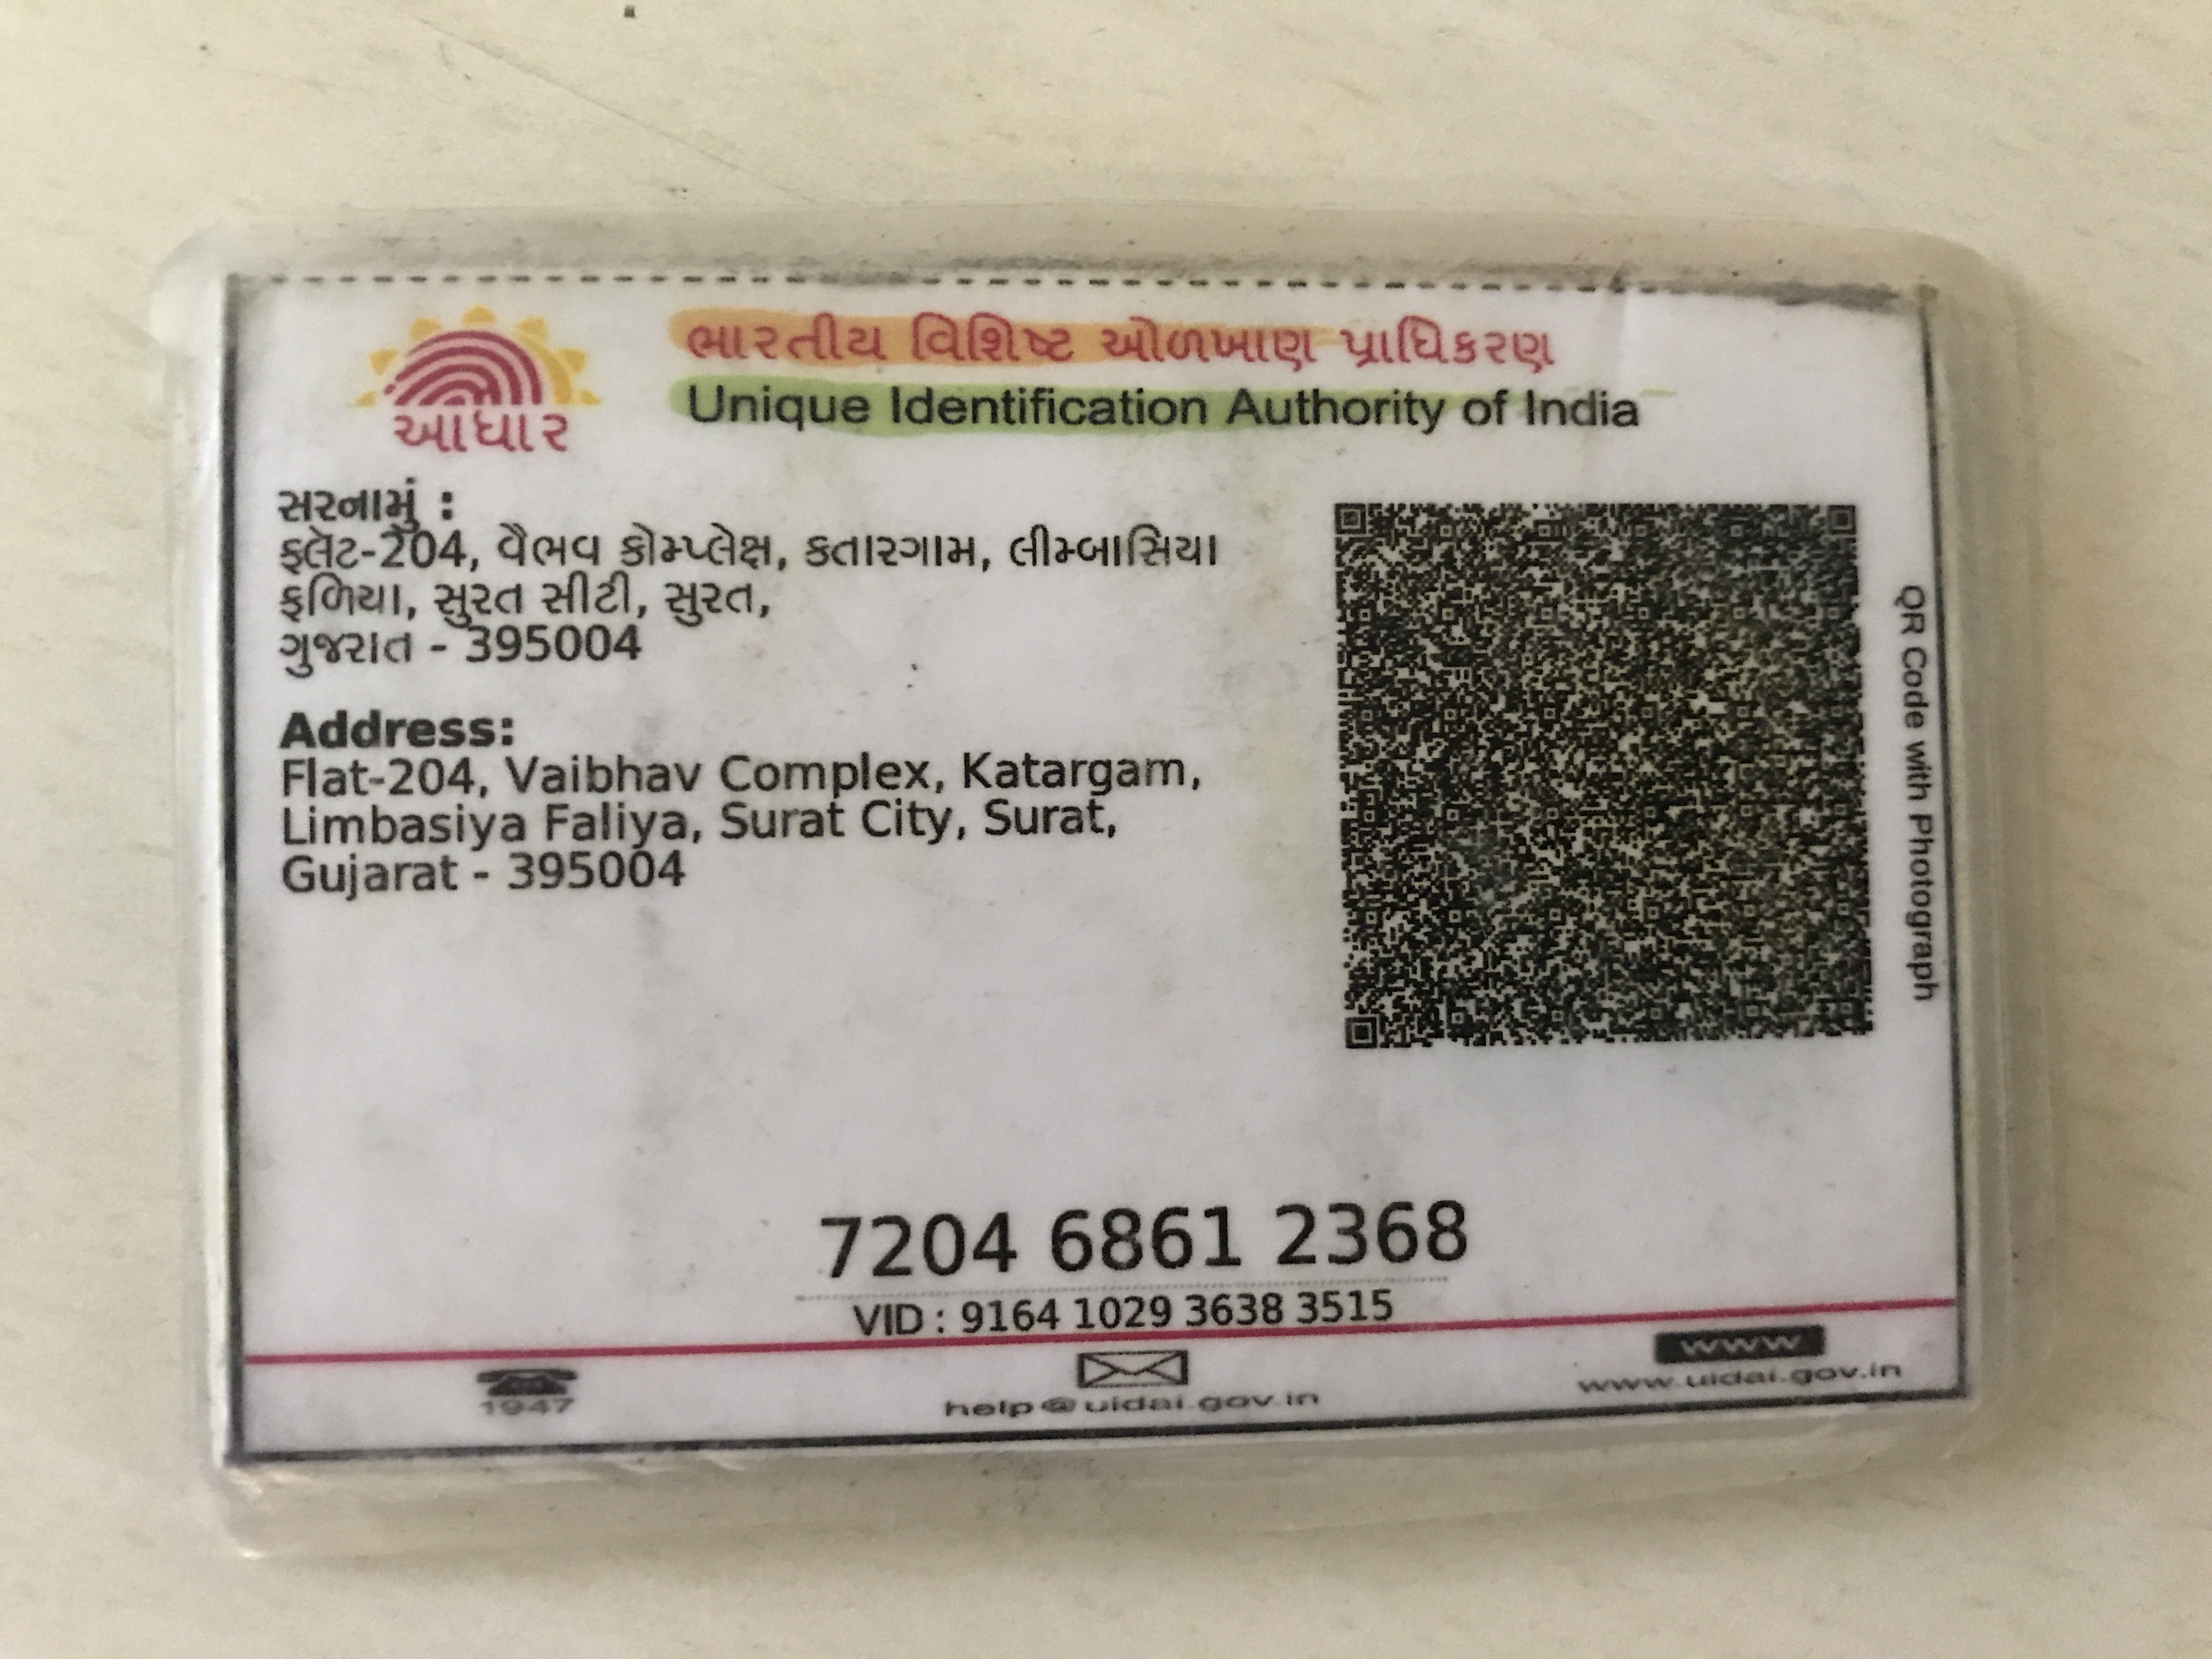 ભારતીય વિશિષ્ટ ઓળખાણ પ્રાધિકરણ
Unique Identification Authority of India
આધાર
સરનામું :
ફ્લેટ-204, વૈભવ કોમ્પ્લેક્ષ, કતારગામ, લીમ્બાસિયા
ફળિયા, સુરત સીટી, સુરત,
ગુજરાત - 395004
Address:
Flat-204, Vaibhav Complex, Katargam,
Limbasiya Faliya, Surat City, Surat,
Gujarat - 395004
QR Code with Photograph
7204 6861 2368
VID : 9164 1029 3638 3515
1947
help@uidai.gov.in
www
www.uidai.gov.in